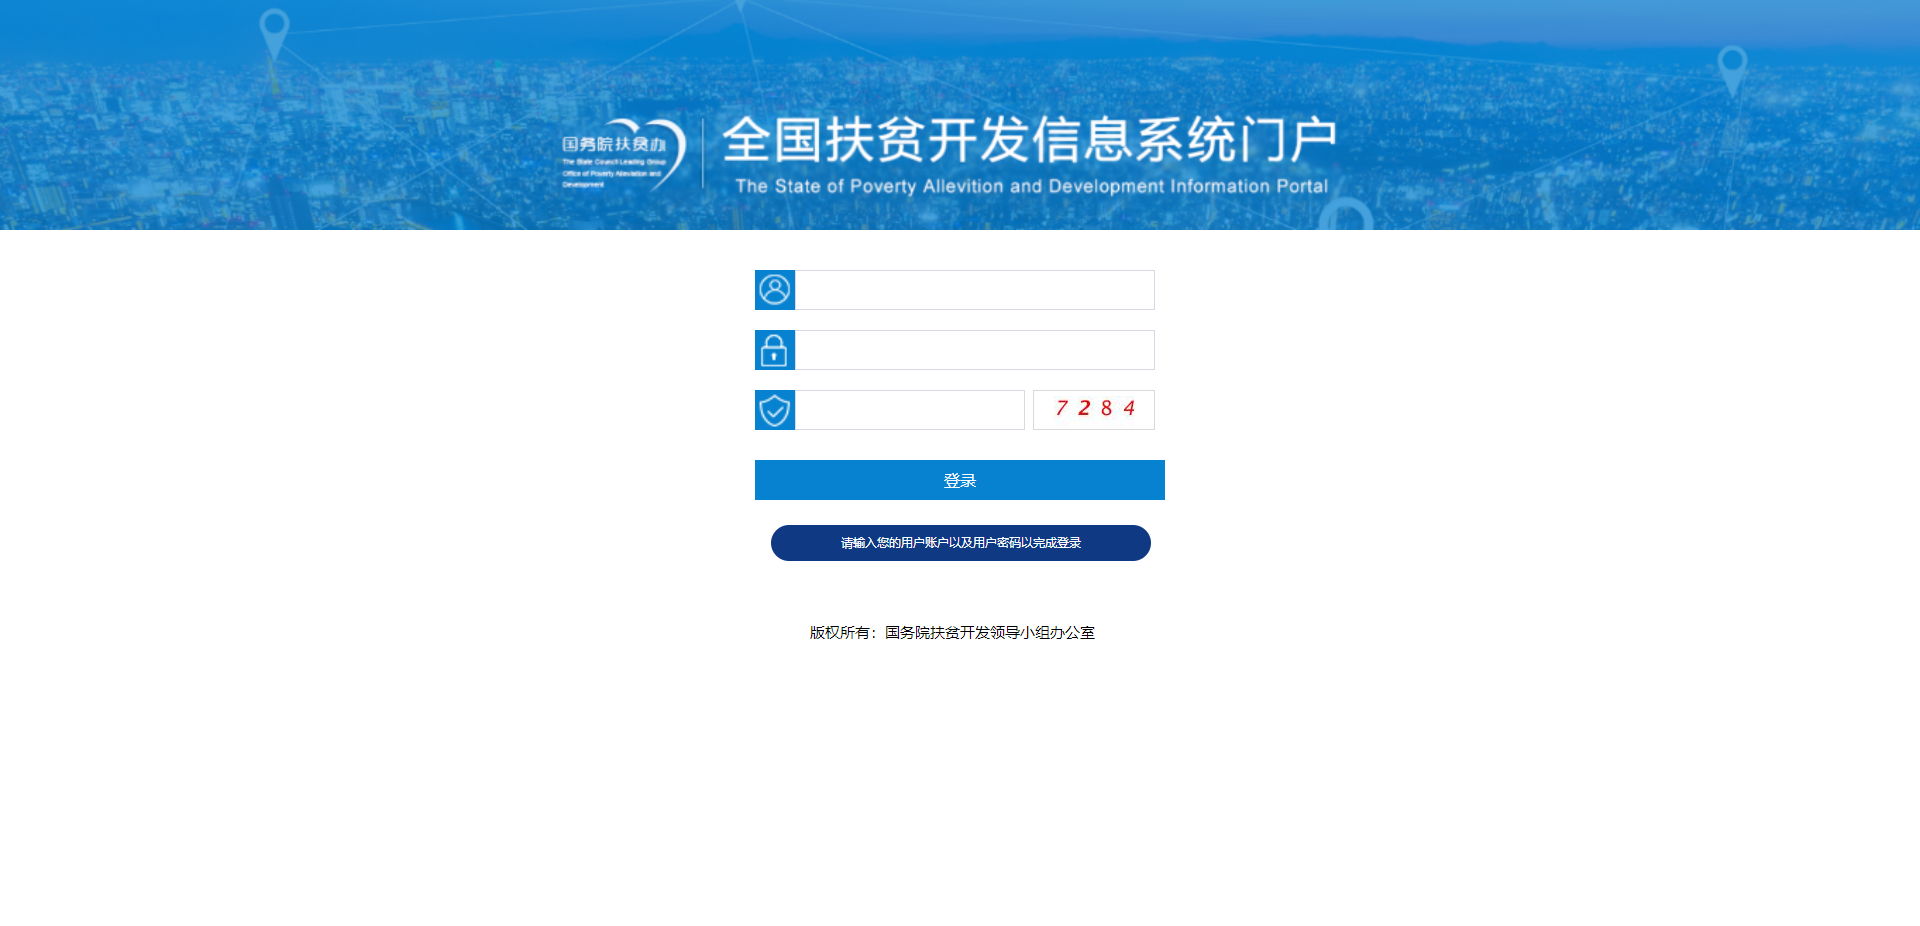 国务院扶贫办
The State Council Leading Group
Office of Poverty Alleviation and
Development
全国扶贫开发信息系统门户
The State of Poverty Allevition and Development Information Portal
7 2 8 4
登录
请输入您的用户账户以及用户密码以完成登录
版权所有：国务院扶贫开发领导小组办公室